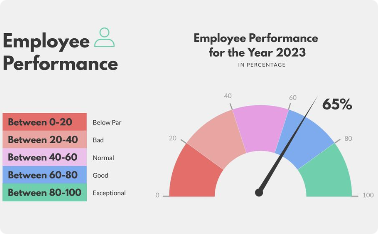 Employee
Performance
Between 0-20 Below Par
Between 20-40 Bad
Between 40-60 Normal
Between 60-80 Good
Between 80-100 Exceptional
Employee Performance
for the Year 2023
IN PERCENTAGE
0
20
40
60
65%
80
100